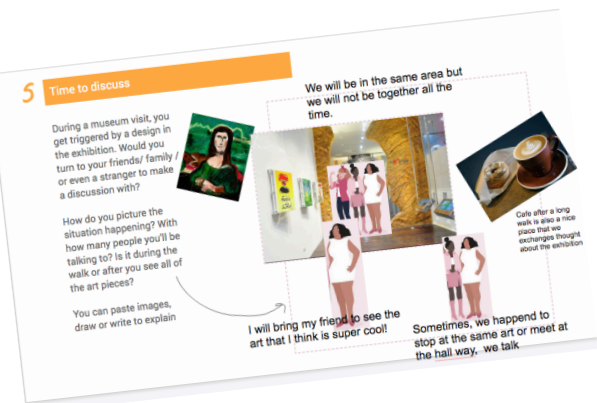 5
Time to discuss
During a museum visit, you
get triggered by a design in
the exhibition. Would you
turn to your friends/ family /
or even a stranger to make
a discussion with?
How do you picture the
situation happening? With
how many people you'll be
talking to? Is it during the
walk or after you see all of
the art pieces?
You can paste images,
draw or write to explain
We will be in the same area but
we will not be together all the
time.
Cafe after a long
walk is also a nice
place that we
exchanges thought
about the exhibition
I will bring my friend to see the
art that I think is super cool!
Sometimes, we happend to
stop at the same art or meet at
the hall way, we talk